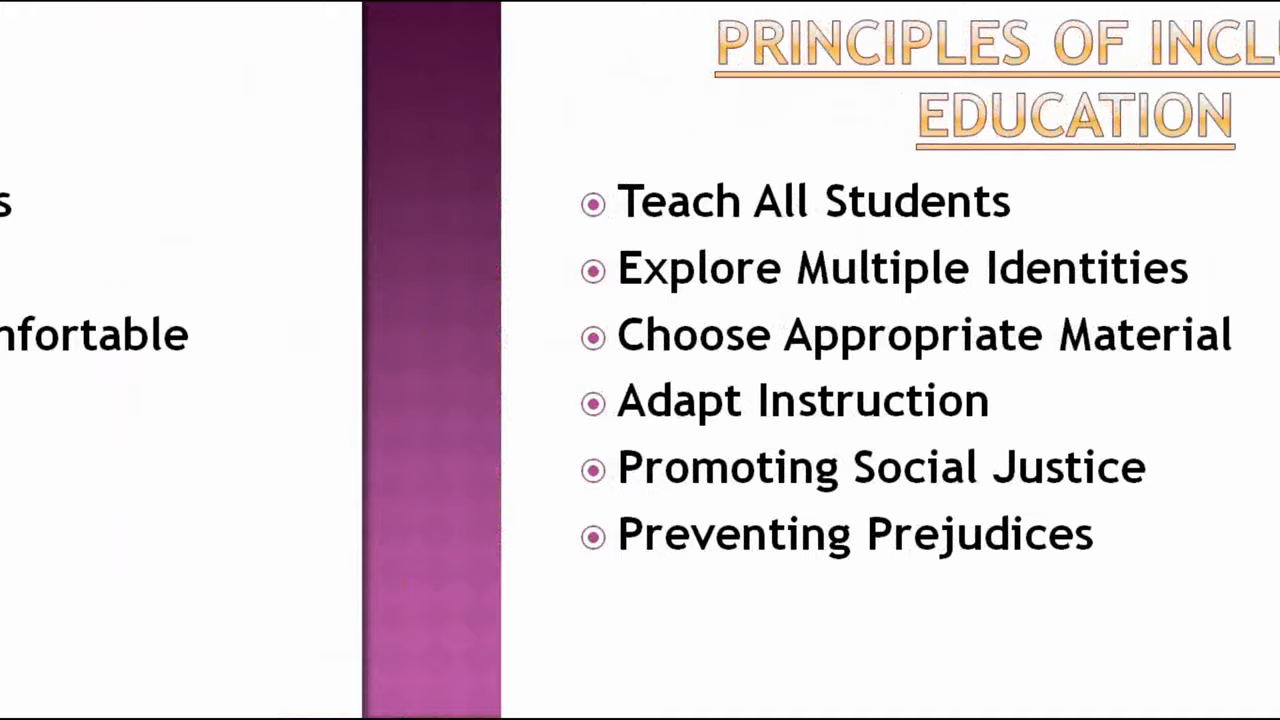 PRINCIPLES OF INCLU
EDUCATION
s
nfortable
Teach All Students
Explore Multiple Identities
Choose Appropriate Material
Adapt Instruction
Promoting Social Justice
Preventing Prejudices